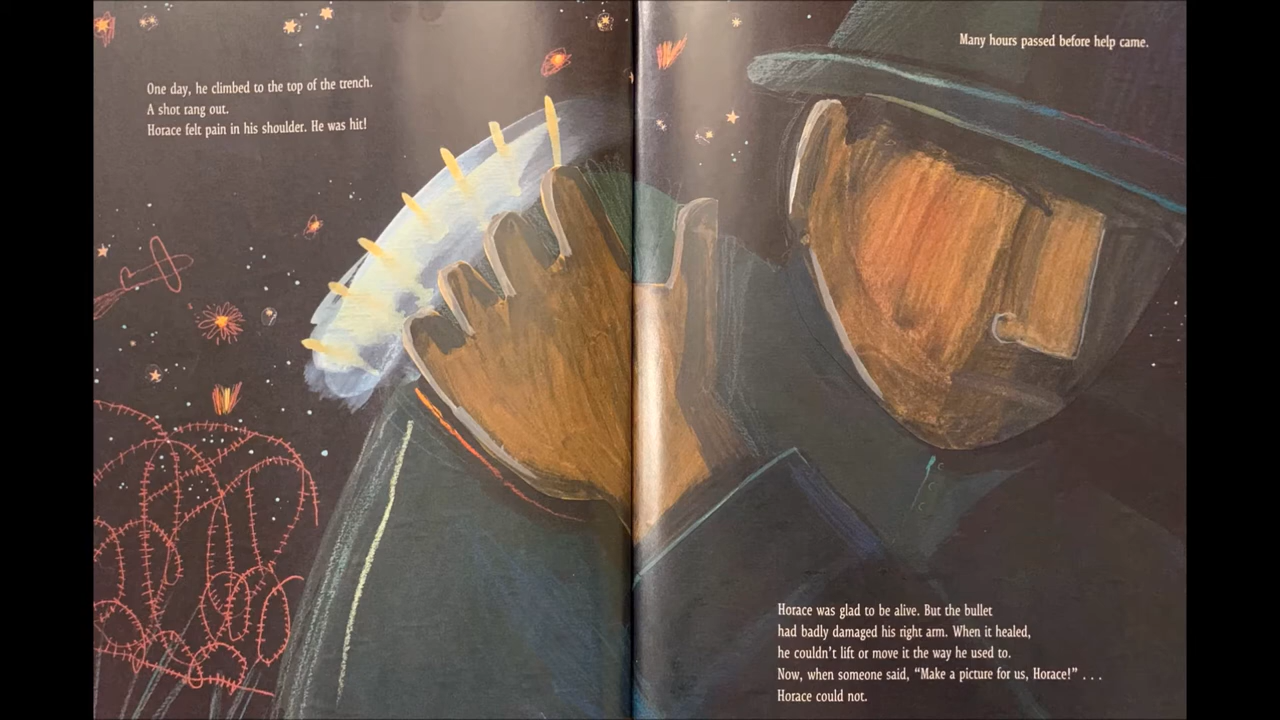 One day, he climbed to the top of the trench.
A shot rang out.
Horace felt pain in his shoulder. He was hit!
Many hours passed before help came.
Horace was glad to be alive. But the bullet
had badly damaged his right arm. When it healed,
he couldn’t lift or move it the way he used to.
Now, when someone said, “Make a picture for us, Horace!” . . .
Horace could not.